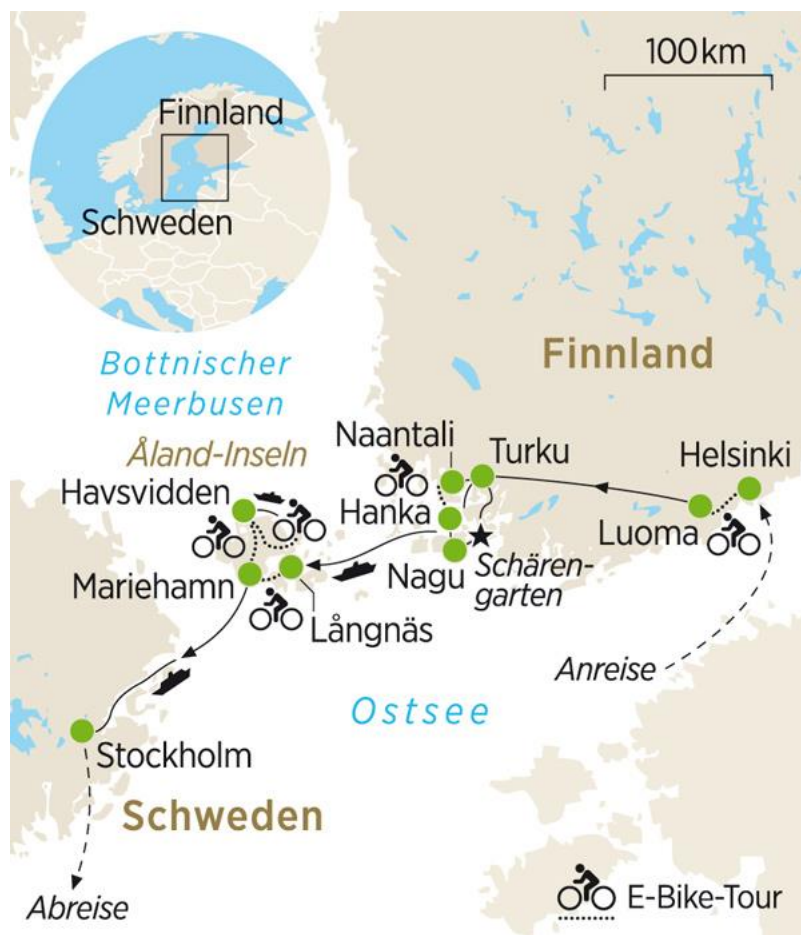 100 km
Finnland
Schweden
Bottnischer
Meerbusen
Finnland
Åland-Inseln
Naantali
Turku
Helsinki
Havsvidden
Hanka
Luoma
Mariehamn
Nagu
Schären-
garten
Långnäs
Anreise
Ostsee
Stockholm
Schweden
Abreise
E-Bike-Tour